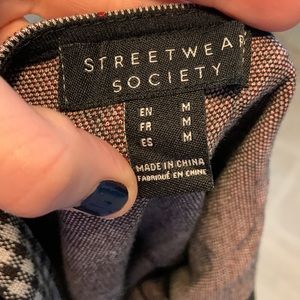 STREETWEAR
SOCIETY
EN M
FR M
ES M
MADE IN CHINA
FABRIQUÉ EN CHINE